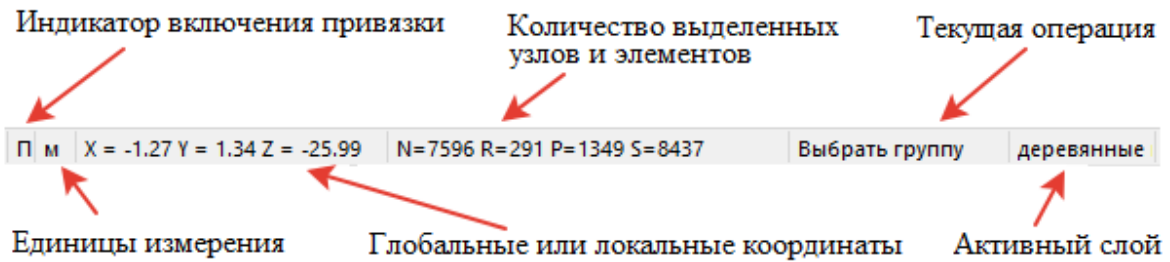 Индикатор включения привязки
Количество выделенных
узлов и элементов
Текущая операция
П м X = -1.27 Y = 1.34 Z = -25.99 N=7596 R=291 P=1349 S=8437 Выбрать группу деревянные
Единицы измерения
Глобальные или локальные координаты
Активный слой